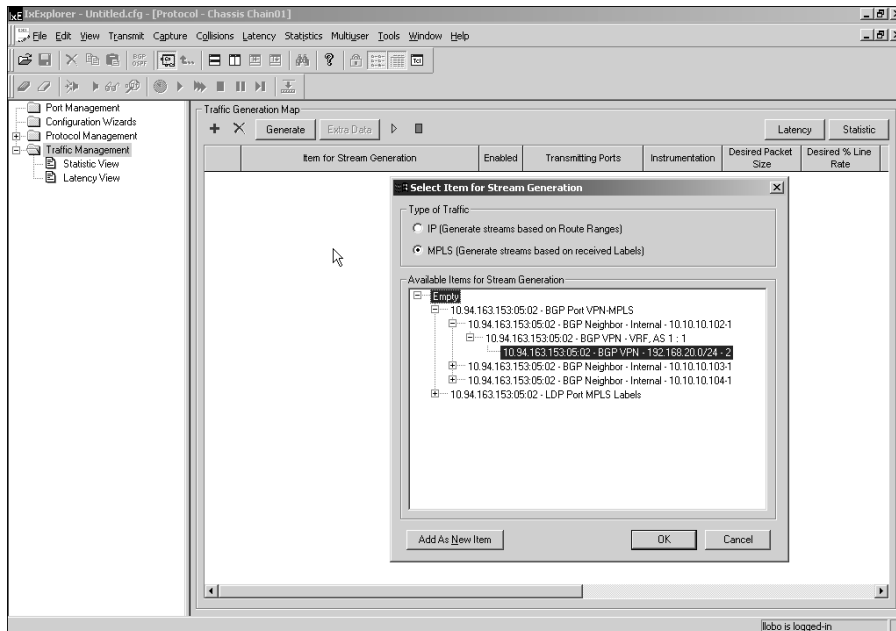 IxExplorer - Untitled.cfg - [Protocol - Chassis Chain01]
File Edit View Transmit Capture Collisions Latency Statistics Multiuser Tools Window Help
BGP OSPF
Tcl
Port Management
Configuration Wizards
Protocol Management
Traffic Management
Statistic View
Latency View
Traffic Generation Map
Generate Extra Data Latency Statistic
Item for Stream Generation Enabled Transmitting Ports Instrumentation Desired Packet Size Desired % Line Rate
Select Item for Stream Generation
Type of Traffic
IP (Generate streams based on Route Ranges)
MPLS (Generate streams based on received Labels)
Available Items for Stream Generation
Empty
10.94.163.153:05:02 - BGP Port VPN-MPLS
10.94.163.153:05:02 - BGP Neighbor - Internal - 10.10.10.102-1
10.94.163.153:05:02 - BGP VPN - VRF, AS 1 : 1
10.94.163.153:05:02 - BGP VPN - 192.168.20.0/24 - 2
10.94.163.153:05:02 - BGP Neighbor - Internal - 10.10.10.103-1
10.94.163.153:05:02 - BGP Neighbor - Internal - 10.10.10.104-1
10.94.163.153:05:02 - LDP Port MPLS Labels
Add As New Item OK Cancel
llobo is logged-in